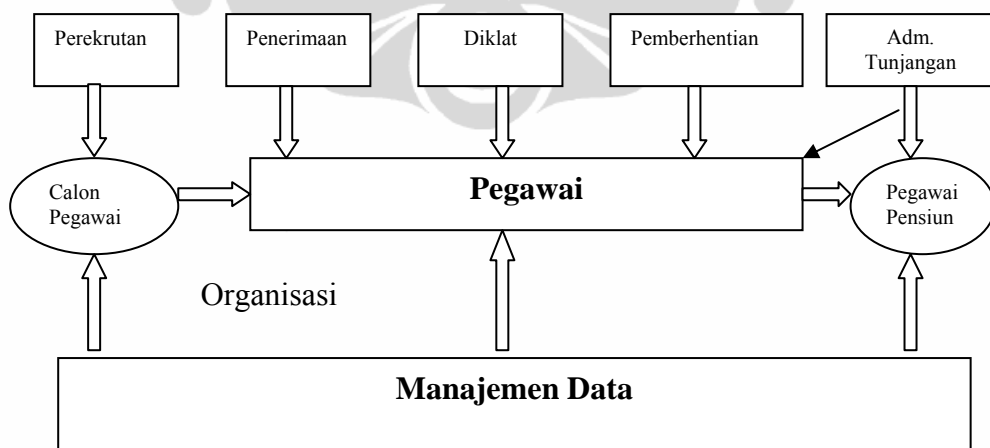 Perekrutan
Penerimaan
Diklat
Pemberhentian
Adm.
Tunjangan
Calon
Pegawai
Pegawai
Pegawai
Pensiun
Organisasi
Manajemen Data